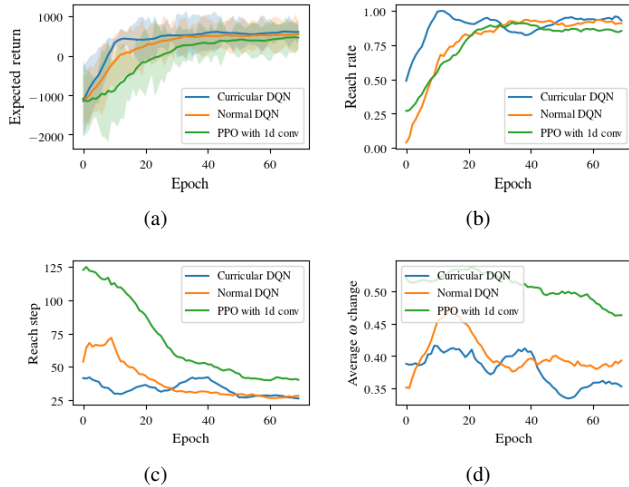 1000
0
−1000
−2000
Expected return
Curricular DQN
Normal DQN
PPO with 1d conv
0 20 40 60
Epoch
(a)
1.00
0.75
0.50
0.25
0.00
Reach rate
Curricular DQN
Normal DQN
PPO with 1d conv
0 20 40 60
Epoch
(b)
125
100
75
50
25
Reach step
Curricular DQN
Normal DQN
PPO with 1d conv
0 20 40 60
Epoch
(c)
0.50
0.45
0.40
0.35
Average ω change
Curricular DQN
Normal DQN
PPO with 1d conv
0 20 40 60
Epoch
(d)